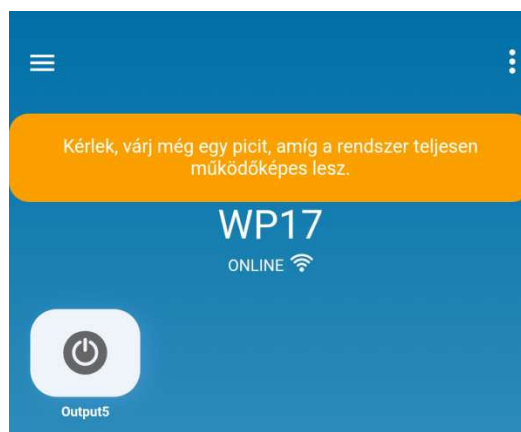 Kérlek, várj még egy picit, amíg a rendszer teljesen
működőképes lesz.
WP17
ONLINE
Output5